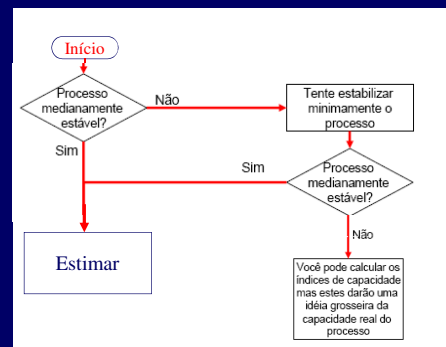 Início
Processo
medianamente
estável?
Não
Sim
Tente estabilizar
minimamente o
processo
Processo
medianamente
estável?
Sim
Não
Estimar
Você pode calcular os
índices de capacidade
mas estes darão uma
idéia grosseira da
capacidade real do
processo